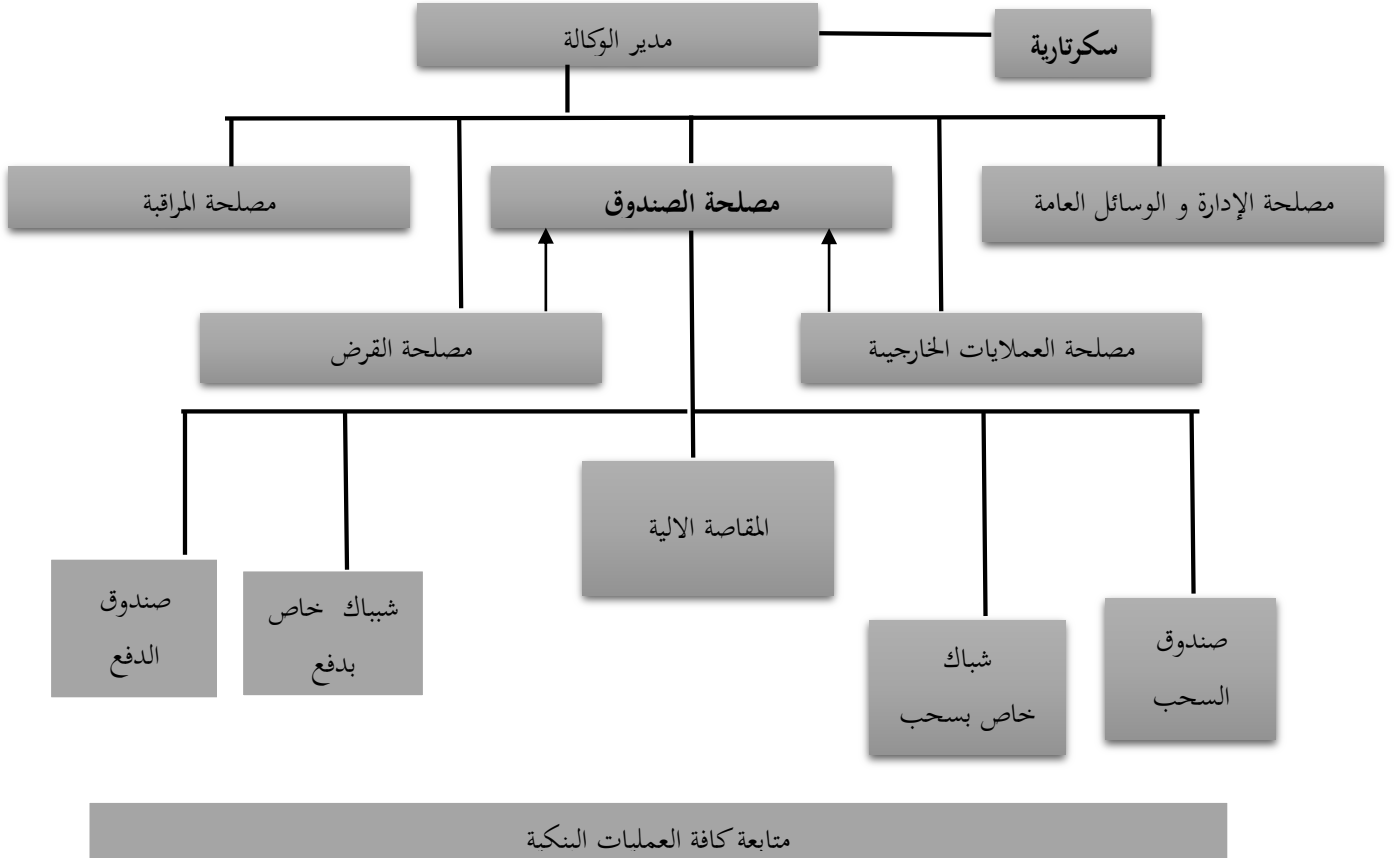 مدير الوكالة
سكرتارية
مصلحة الإدارة و الوسائل العامة
مصلحة الصندوق
مصلحة المراقبة
مصلحة العملايات الخارجيىة
مصلحة القرض
المقاصة الالية
صندوق
السحب
شباك
خاص بسحب
شبباك خاص
بدفع
صندوق
الدفع
متابعة كافة العمليات البنكية